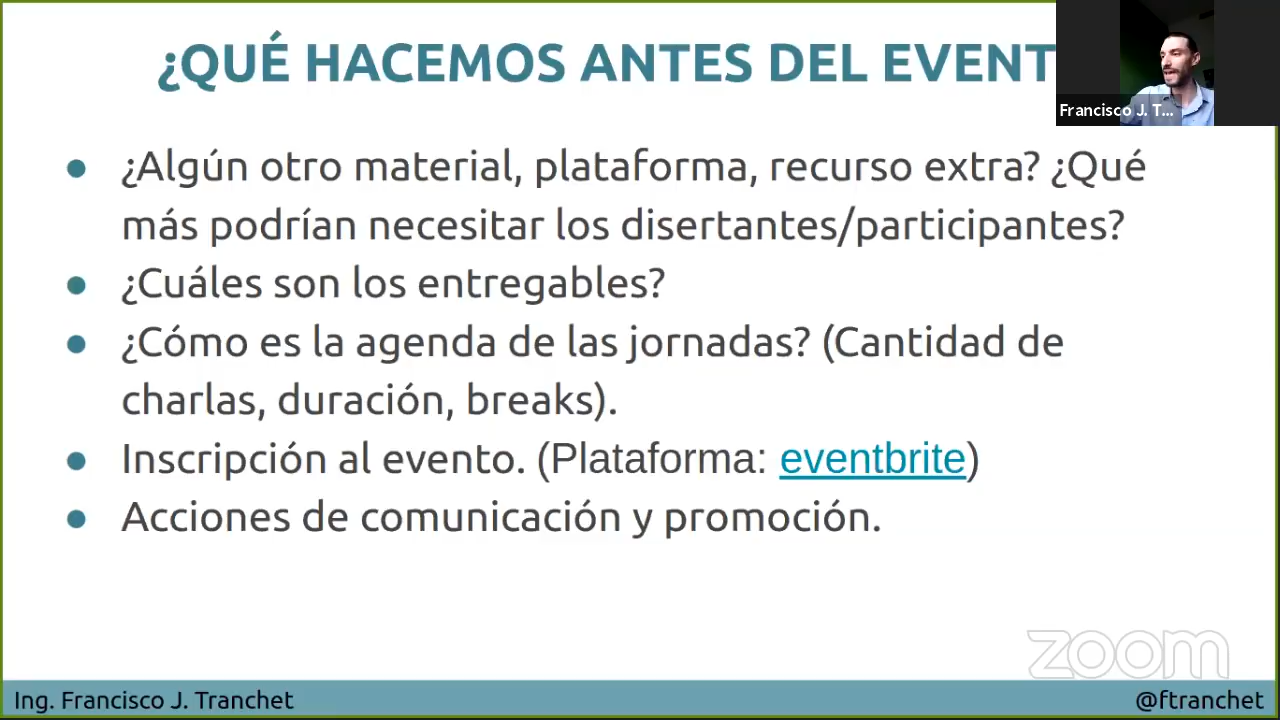 ¿QUÉ HACEMOS ANTES DEL EVENT
Francisco J. T...
● ¿Algún otro material, plataforma, recurso extra? ¿Qué
más podrían necesitar los disertantes/participantes?
● ¿Cuáles son los entregables?
● ¿Cómo es la agenda de las jornadas? (Cantidad de
charlas, duración, breaks).
● Inscripción al evento. (Plataforma: eventbrite)
● Acciones de comunicación y promoción.
zoom
Ing. Francisco J. Tranchet
@ftranchet